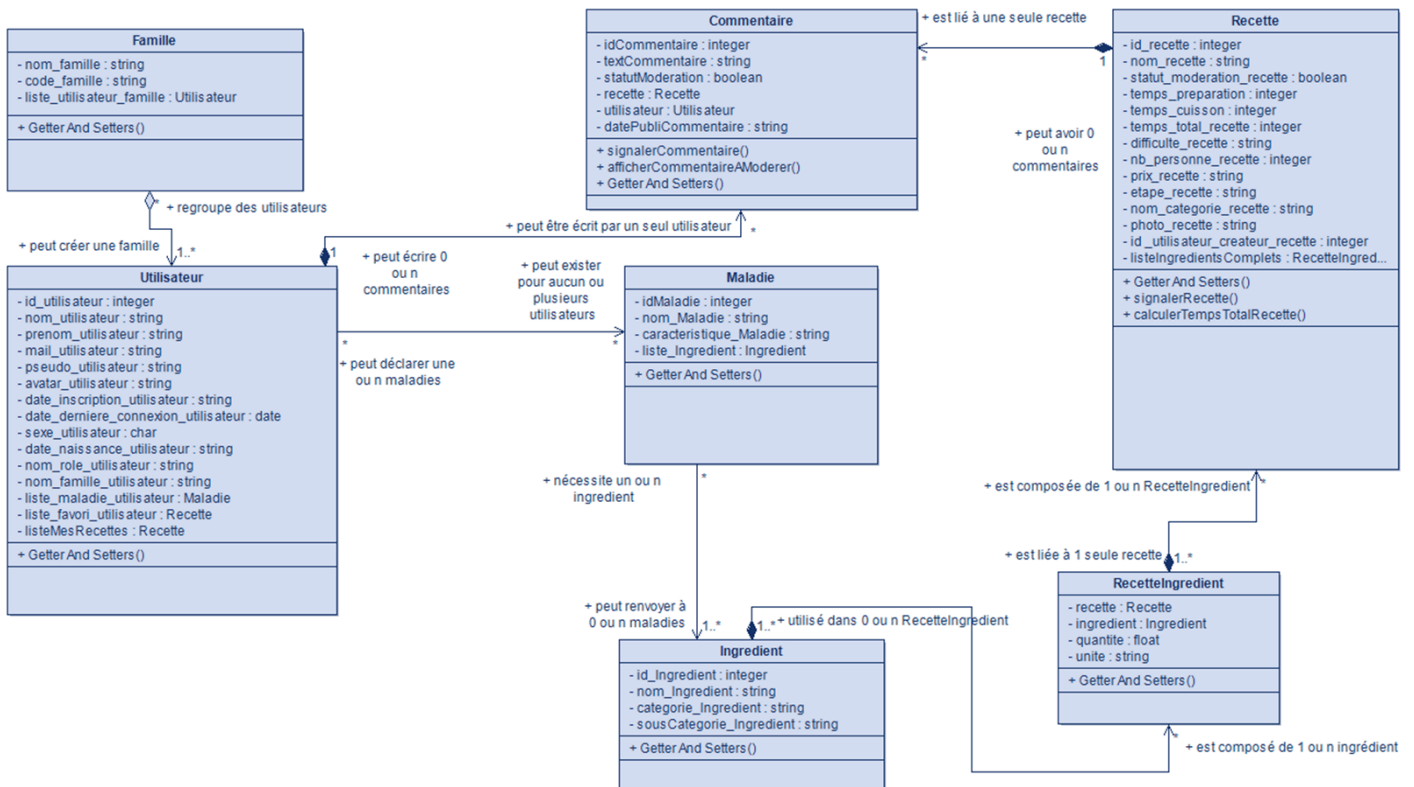 Famille
- nom_famille : string
- code_famille : string
- liste_utilisateur_famille : Utilisateur
+ Getter And Setters()
* + regroupe des utilisateurs
+ peut créer une famille
1..*
Utilisateur
- id_utilisateur : integer
- nom_utilisateur : string
- prenom_utilisateur : string
- mail_utilisateur : string
- pseudo_utilisateur : string
- avatar_utilisateur : string
- date_inscription_utilisateur : string
- date_derniere_connexion_utilisateur : date
- sexe_utilisateur : char
- date_naissance_utilisateur : string
- nom_role_utilisateur : string
- nom_famille_utilisateur : string
- liste_maladie_utilisateur : Maladie
- liste_favori_utilisateur : Recette
- listeMesRecettes : Recette
+ Getter And Setters()
Commentaire
- idCommentaire : integer
- textCommentaire : string
- statutModeration : boolean
- recette : Recette
- utilisateur : Utilisateur
- datePubliCommentaire : string
+ signalerCommentaire()
+ afficherCommentaireAModerer()
+ Getter And Setters()
+ est lié à une seule recette
*
1
+ peut avoir 0
ou n
commentaires
+ peut être écrit par un seul utilisateur
*
1
+ peut écrire 0
ou n
commentaires
+ peut exister
pour aucun ou
plusieurs
utilisateurs
*
*
+ peut déclarer une
ou n maladies
Maladie
- idMaladie : integer
- nom_Maladie : string
- caracteristique_Maladie : string
- liste_Ingredient : Ingredient
+ Getter And Setters()
Recette
- id_recette : integer
- nom_recette : string
- statut_moderation_recette : boolean
- temps_preparation : integer
- temps_cuisson : integer
- temps_total_recette : integer
- difficulte_recette : string
- nb_personne_recette : integer
- prix_recette : string
- etape_recette : string
- nom_categorie_recette : string
- photo_recette : string
- id _utilisateur_createur_recette : integer
- listeIngredientsComplets : RecetteIngred...
+ Getter And Setters()
+ signalerRecette()
+ calculerTempsTotalRecette()
+ nécessite un ou n
ingredient
*
+ est composée de 1 ou n RecetteIngredient
*
+ est liée à 1 seule recette
1..*
RecetteIngredient
- recette : Recette
- ingredient : Ingredient
- quantite : float
- unite : string
+ Getter And Setters()
+ peut renvoyer à
0 ou n maladies
1..*
1..* + utilisé dans 0 ou n RecetteIngredient
Ingredient
- id_Ingredient : integer
- nom_Ingredient : string
- categorie_Ingredient : string
- sousCategorie_Ingredient : string
+ Getter And Setters()
*
+ est composé de 1 ou n ingrédient